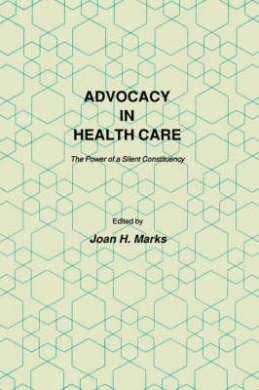 ADVOCACY
IN
HEALTH CARE
The Power of a Silent Constituency
Edited by
Joan H. Marks